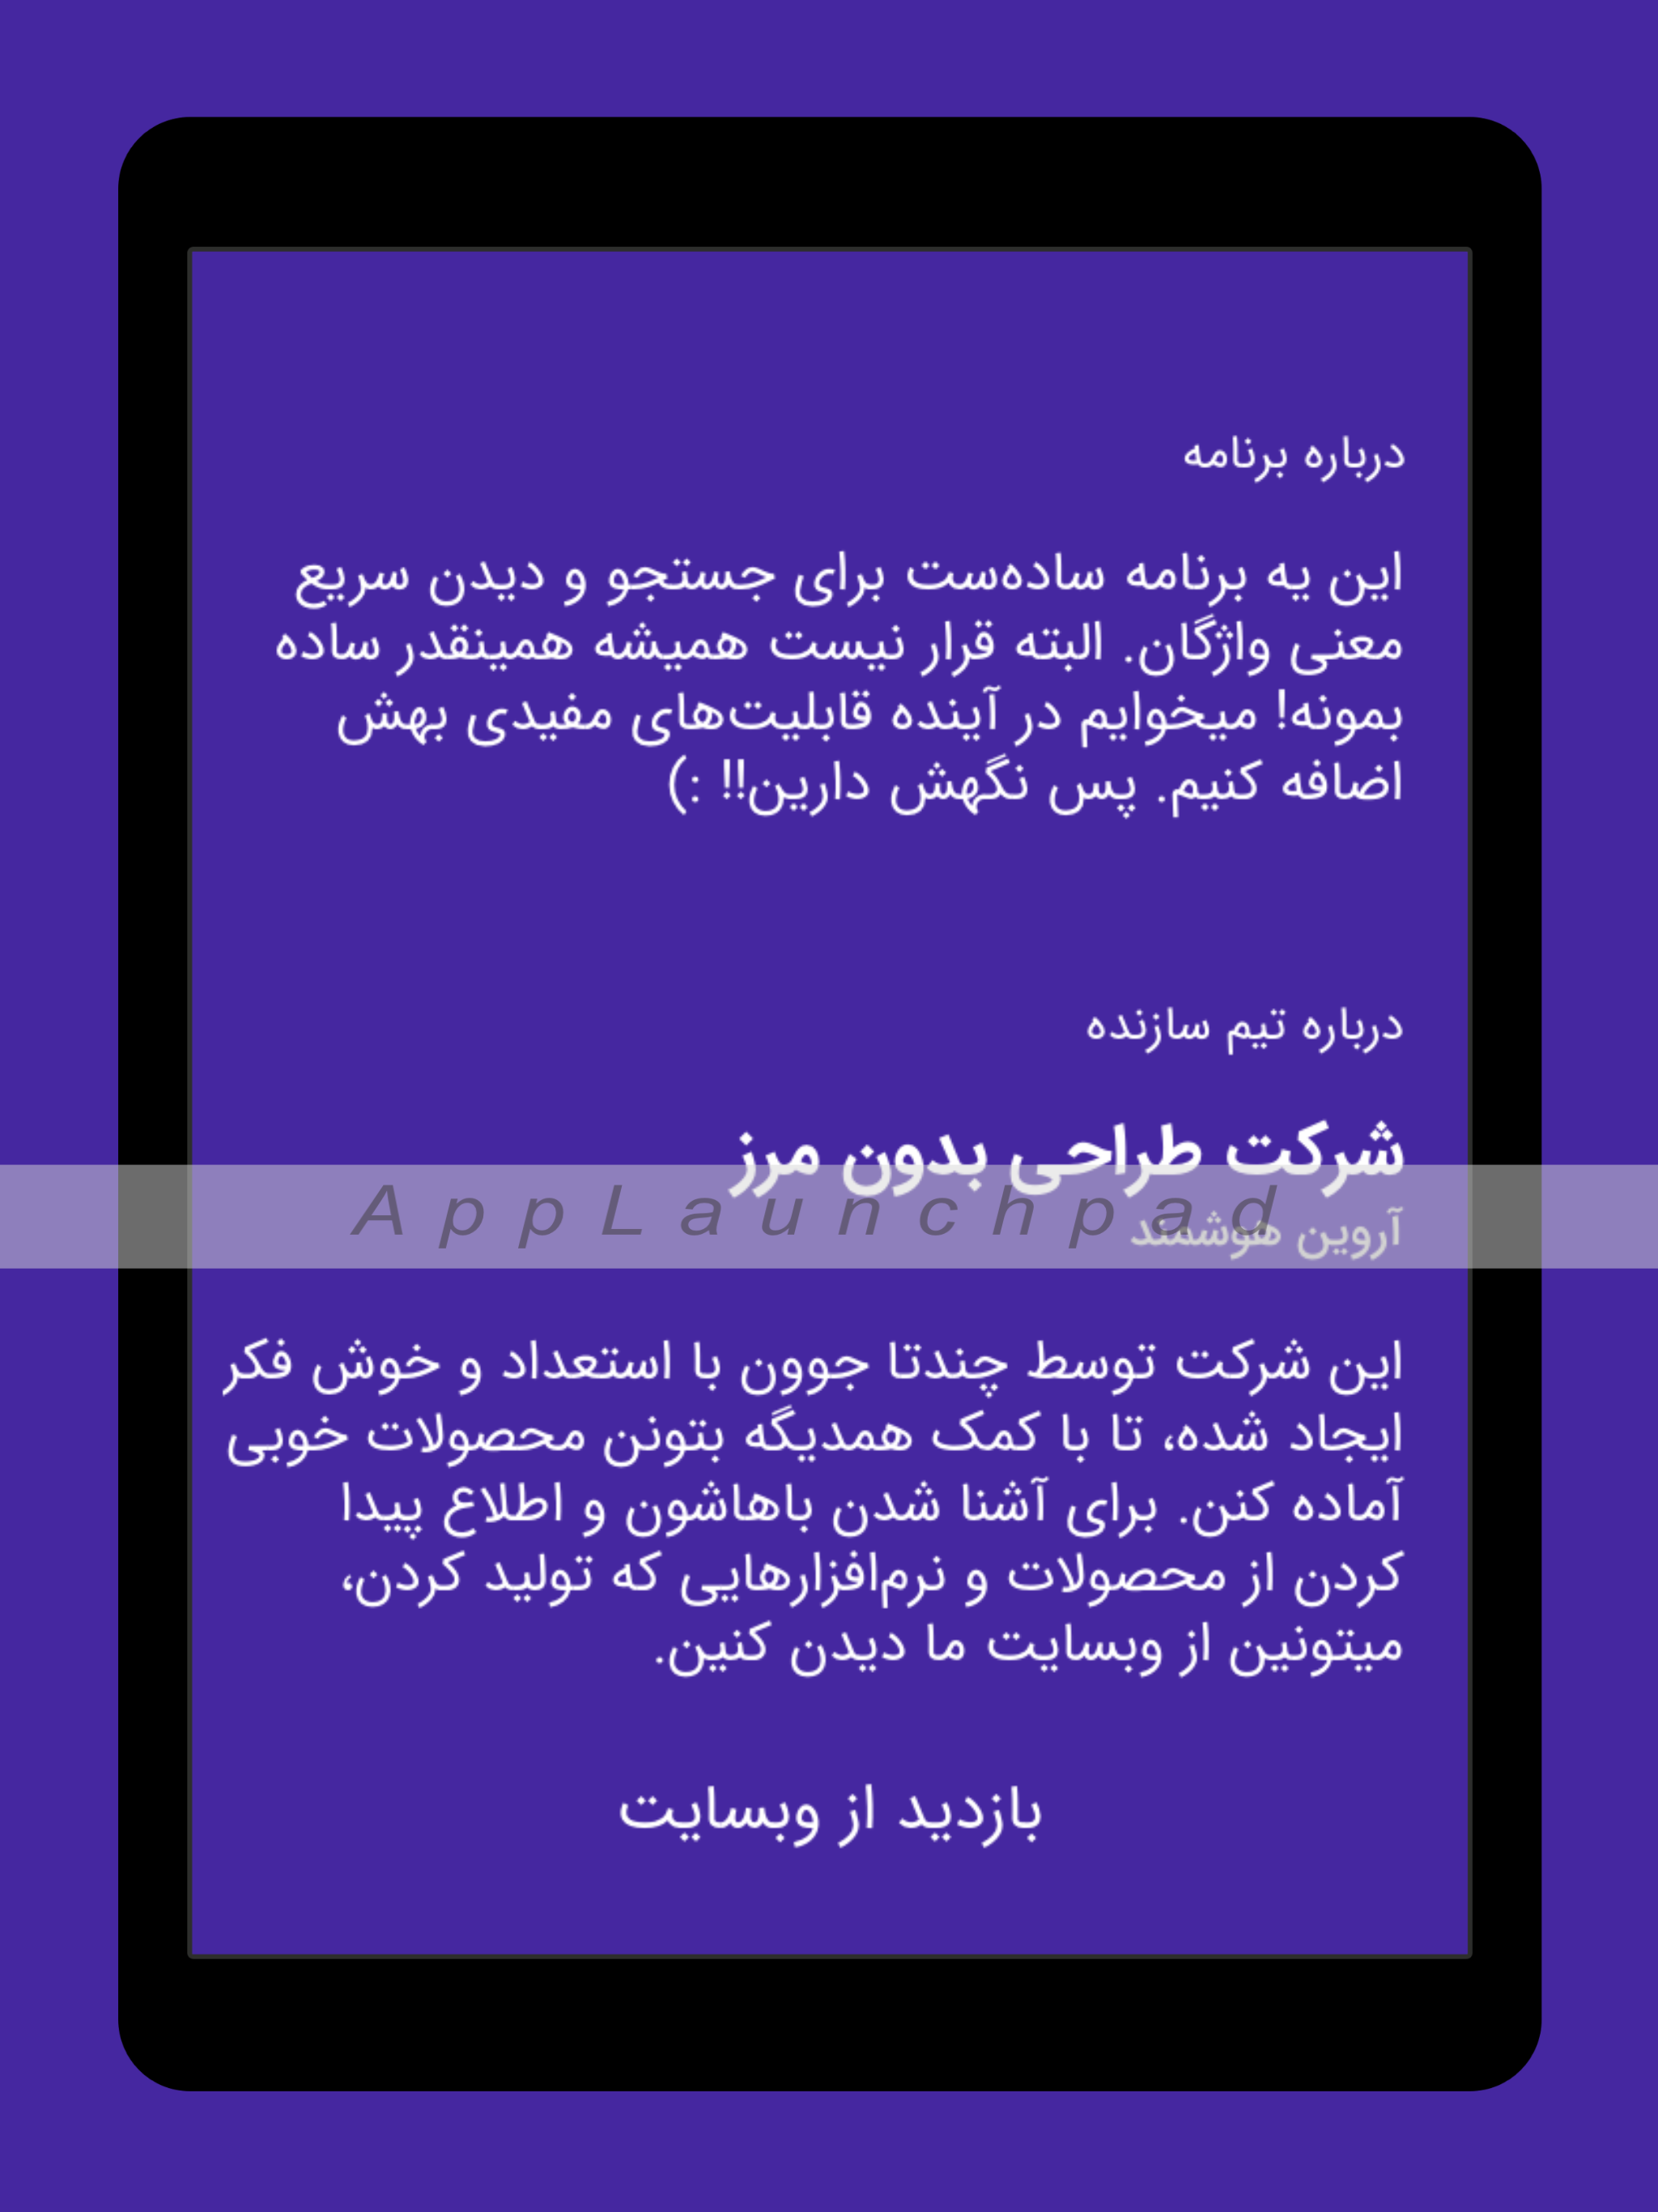 درباره برنامه
این یه برنامه ساده‌ست برای جستجو و دیدن سریع
معنی واژگان. البته قرار نیست همیشه همینقدر ساده
بمونه! میخوایم در آینده قابلیت‌های مفیدی بهش
اضافه کنیم. پس نگهش دارین!! :)
درباره تیم سازنده
شرکت طراحی بدون مرز
AppLaunchpad
آروین هوشمند
این شرکت توسط چندتا جوون با استعداد و خوش فکر
ایجاد شده، تا با کمک همدیگه بتونن محصولات خوبی
آماده کنن. برای آشنا شدن باهاشون و اطلاع پیدا
کردن از محصولات و نرم‌افزارهایی که تولید کردن،
میتونین از وبسایت ما دیدن کنین.
بازدید از وبسایت